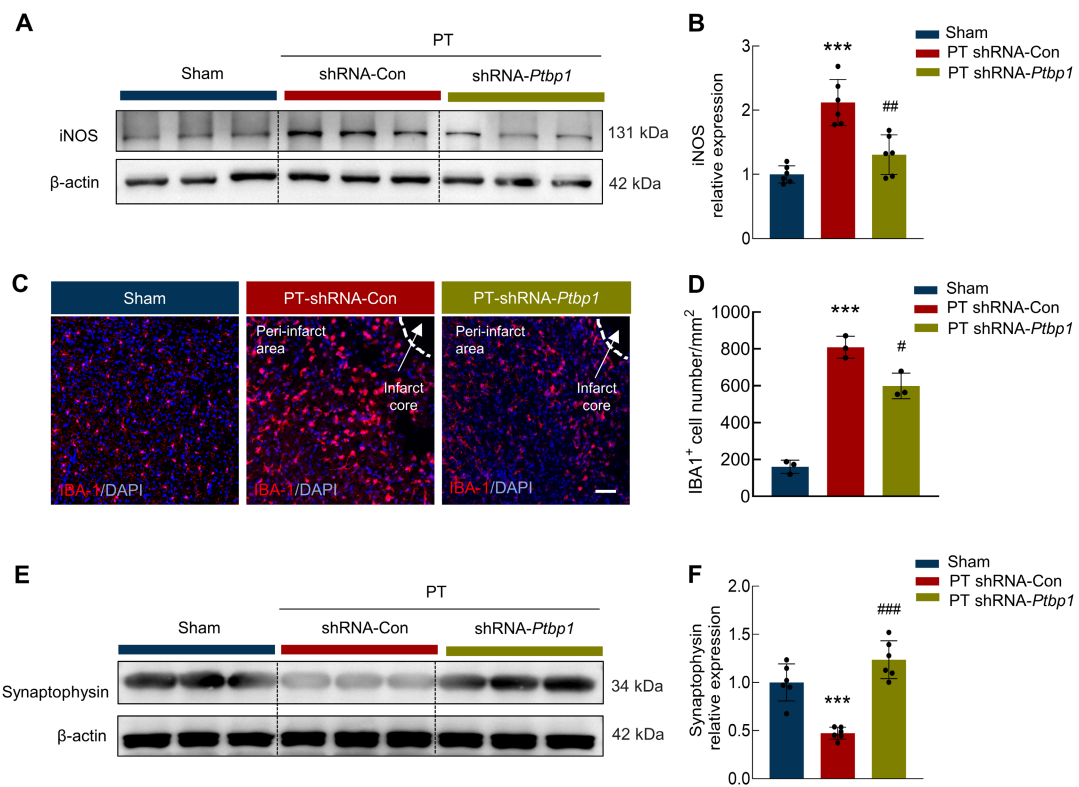 A
PT
Sham
shRNA-Con
shRNA-Ptbp1
iNOS
131 kDa
β-actin
42 kDa
B
Sham
PT shRNA-Con
PT shRNA-Ptbp1
iNOS
relative expression
3
2
1
0
***
##
C
Sham
PT-shRNA-Con
PT-shRNA-Ptbp1
Peri-infarct
area
Infarct
core
Peri-infarct
area
Infarct
core
IBA-1/DAPI
IBA-1/DAPI
IBA-1/DAPI
D
Sham
PT shRNA-Con
PT shRNA-Ptbp1
IBA1+ cell number/mm2
1000
800
600
400
200
0
***
#
E
PT
Sham
shRNA-Con
shRNA-Ptbp1
Synaptophysin
34 kDa
β-actin
42 kDa
F
Sham
PT shRNA-Con
PT shRNA-Ptbp1
Synaptophysin
relative expression
2.0
1.5
1.0
0.5
0.0
***
###